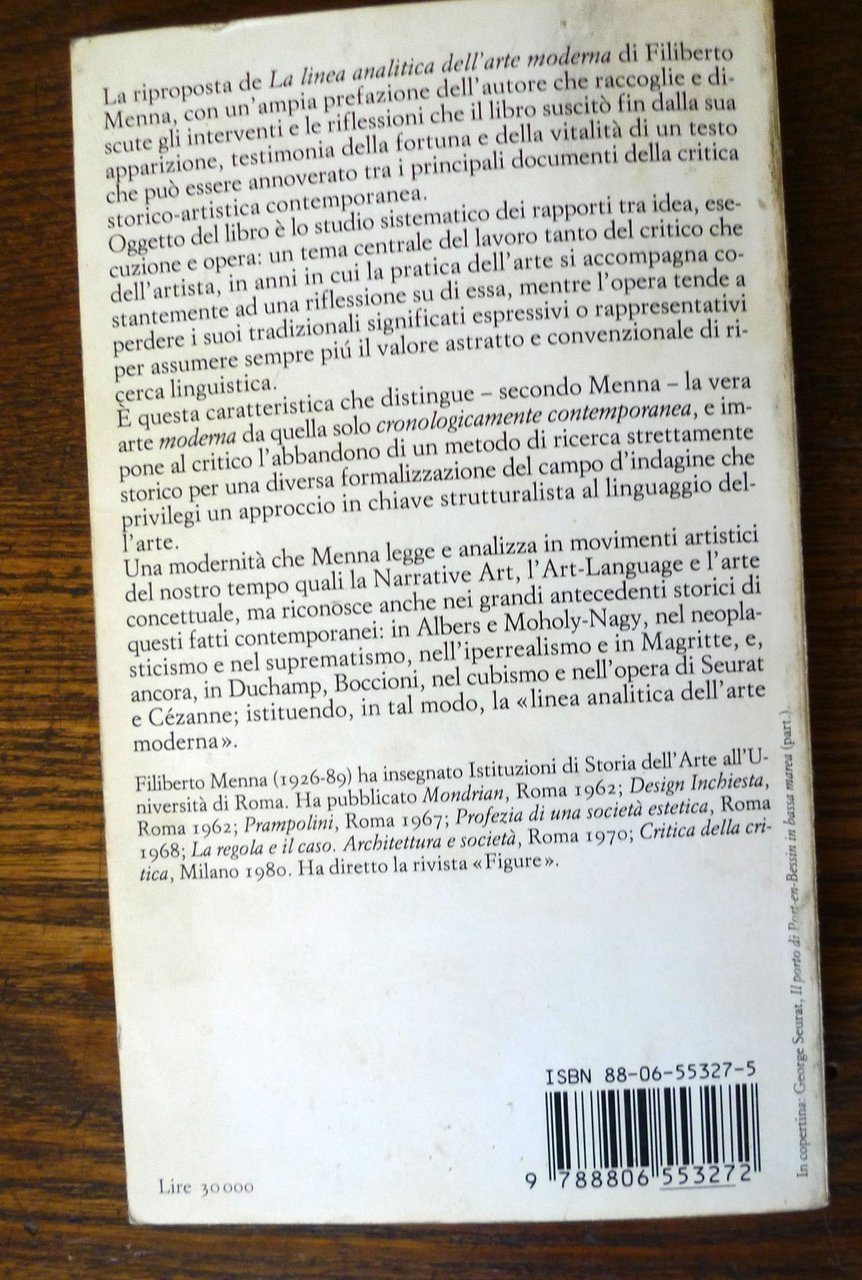 La riproposta de La linea analitica dell'arte moderna di Filiberto
Menna, con un'ampia prefazione dell'autore che raccoglie e di-
scute gli interventi e le riflessioni che il libro suscitò fin dalla sua
apparizione, testimonia della fortuna e della vitalità di un testo
che può essere annoverato tra i principali documenti della critica
storico-artistica contemporanea.
Oggetto del libro è lo studio sistematico dei rapporti tra idea, ese-
cuzione e opera: un tema centrale del lavoro tanto del critico che
dell'artista, in anni in cui la pratica dell'arte si accompagna co-
stantemente ad una riflessione su di essa, mentre l'opera tende a
perdere i suoi tradizionali significati espressivi o rappresentativi
per assumere sempre piú il valore astratto e convenzionale di ri-
cerca linguistica.
È questa caratteristica che distingue – secondo Menna – la vera
arte moderna da quella solo cronologicamente contemporanea, e im-
pone al critico l'abbandono di un metodo di ricerca strettamente
storico per una diversa formalizzazione del campo d'indagine che
privilegi un approccio in chiave strutturalista al linguaggio del-
l'arte.
Una modernità che Menna legge e analizza in movimenti artistici
del nostro tempo quali la Narrative Art, l'Art-Language e l'arte
concettuale, ma riconosce anche nei grandi antecedenti storici di
questi fatti contemporanei: in Albers e Moholy-Nagy, nel neopla-
sticismo e nel suprematismo, nell'iperrealismo e in Magritte, e,
ancora, in Duchamp, Boccioni, nel cubismo e nell'opera di Seurat
e Cézanne; istituendo, in tal modo, la «linea analitica dell'arte
moderna».
Filiberto Menna (1926-89) ha insegnato Istituzioni di Storia dell'Arte all'U-
niversità di Roma. Ha pubblicato Mondrian, Roma 1962; Design Inchiesta,
Roma 1962; Prampolini, Roma 1967; Profezia di una società estetica, Roma
1968; La regola e il caso. Architettura e società, Roma 1970; Critica della cri-
tica, Milano 1980. Ha diretto la rivista «Figure».
In copertina: George Seurat, Il porto di Port-en-Bessin in bassa marea (part.).
ISBN 88-06-55327-5
9 788806 553272
Lire 30000